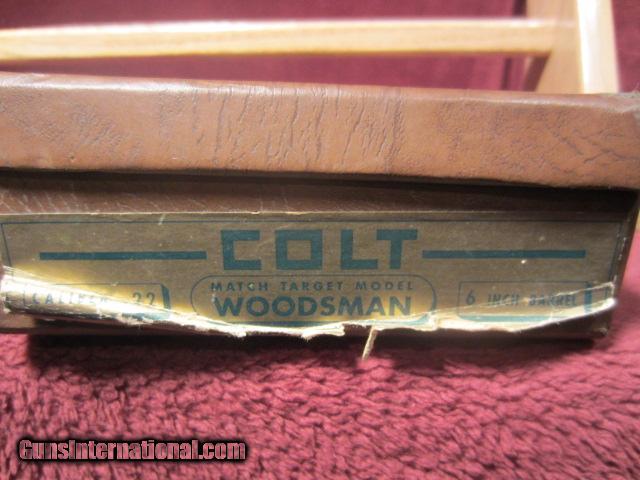 COLT
MATCH TARGET MODEL
CALIBER .22 WOODSMAN 6 INCH BARREL
GunsInternational.com